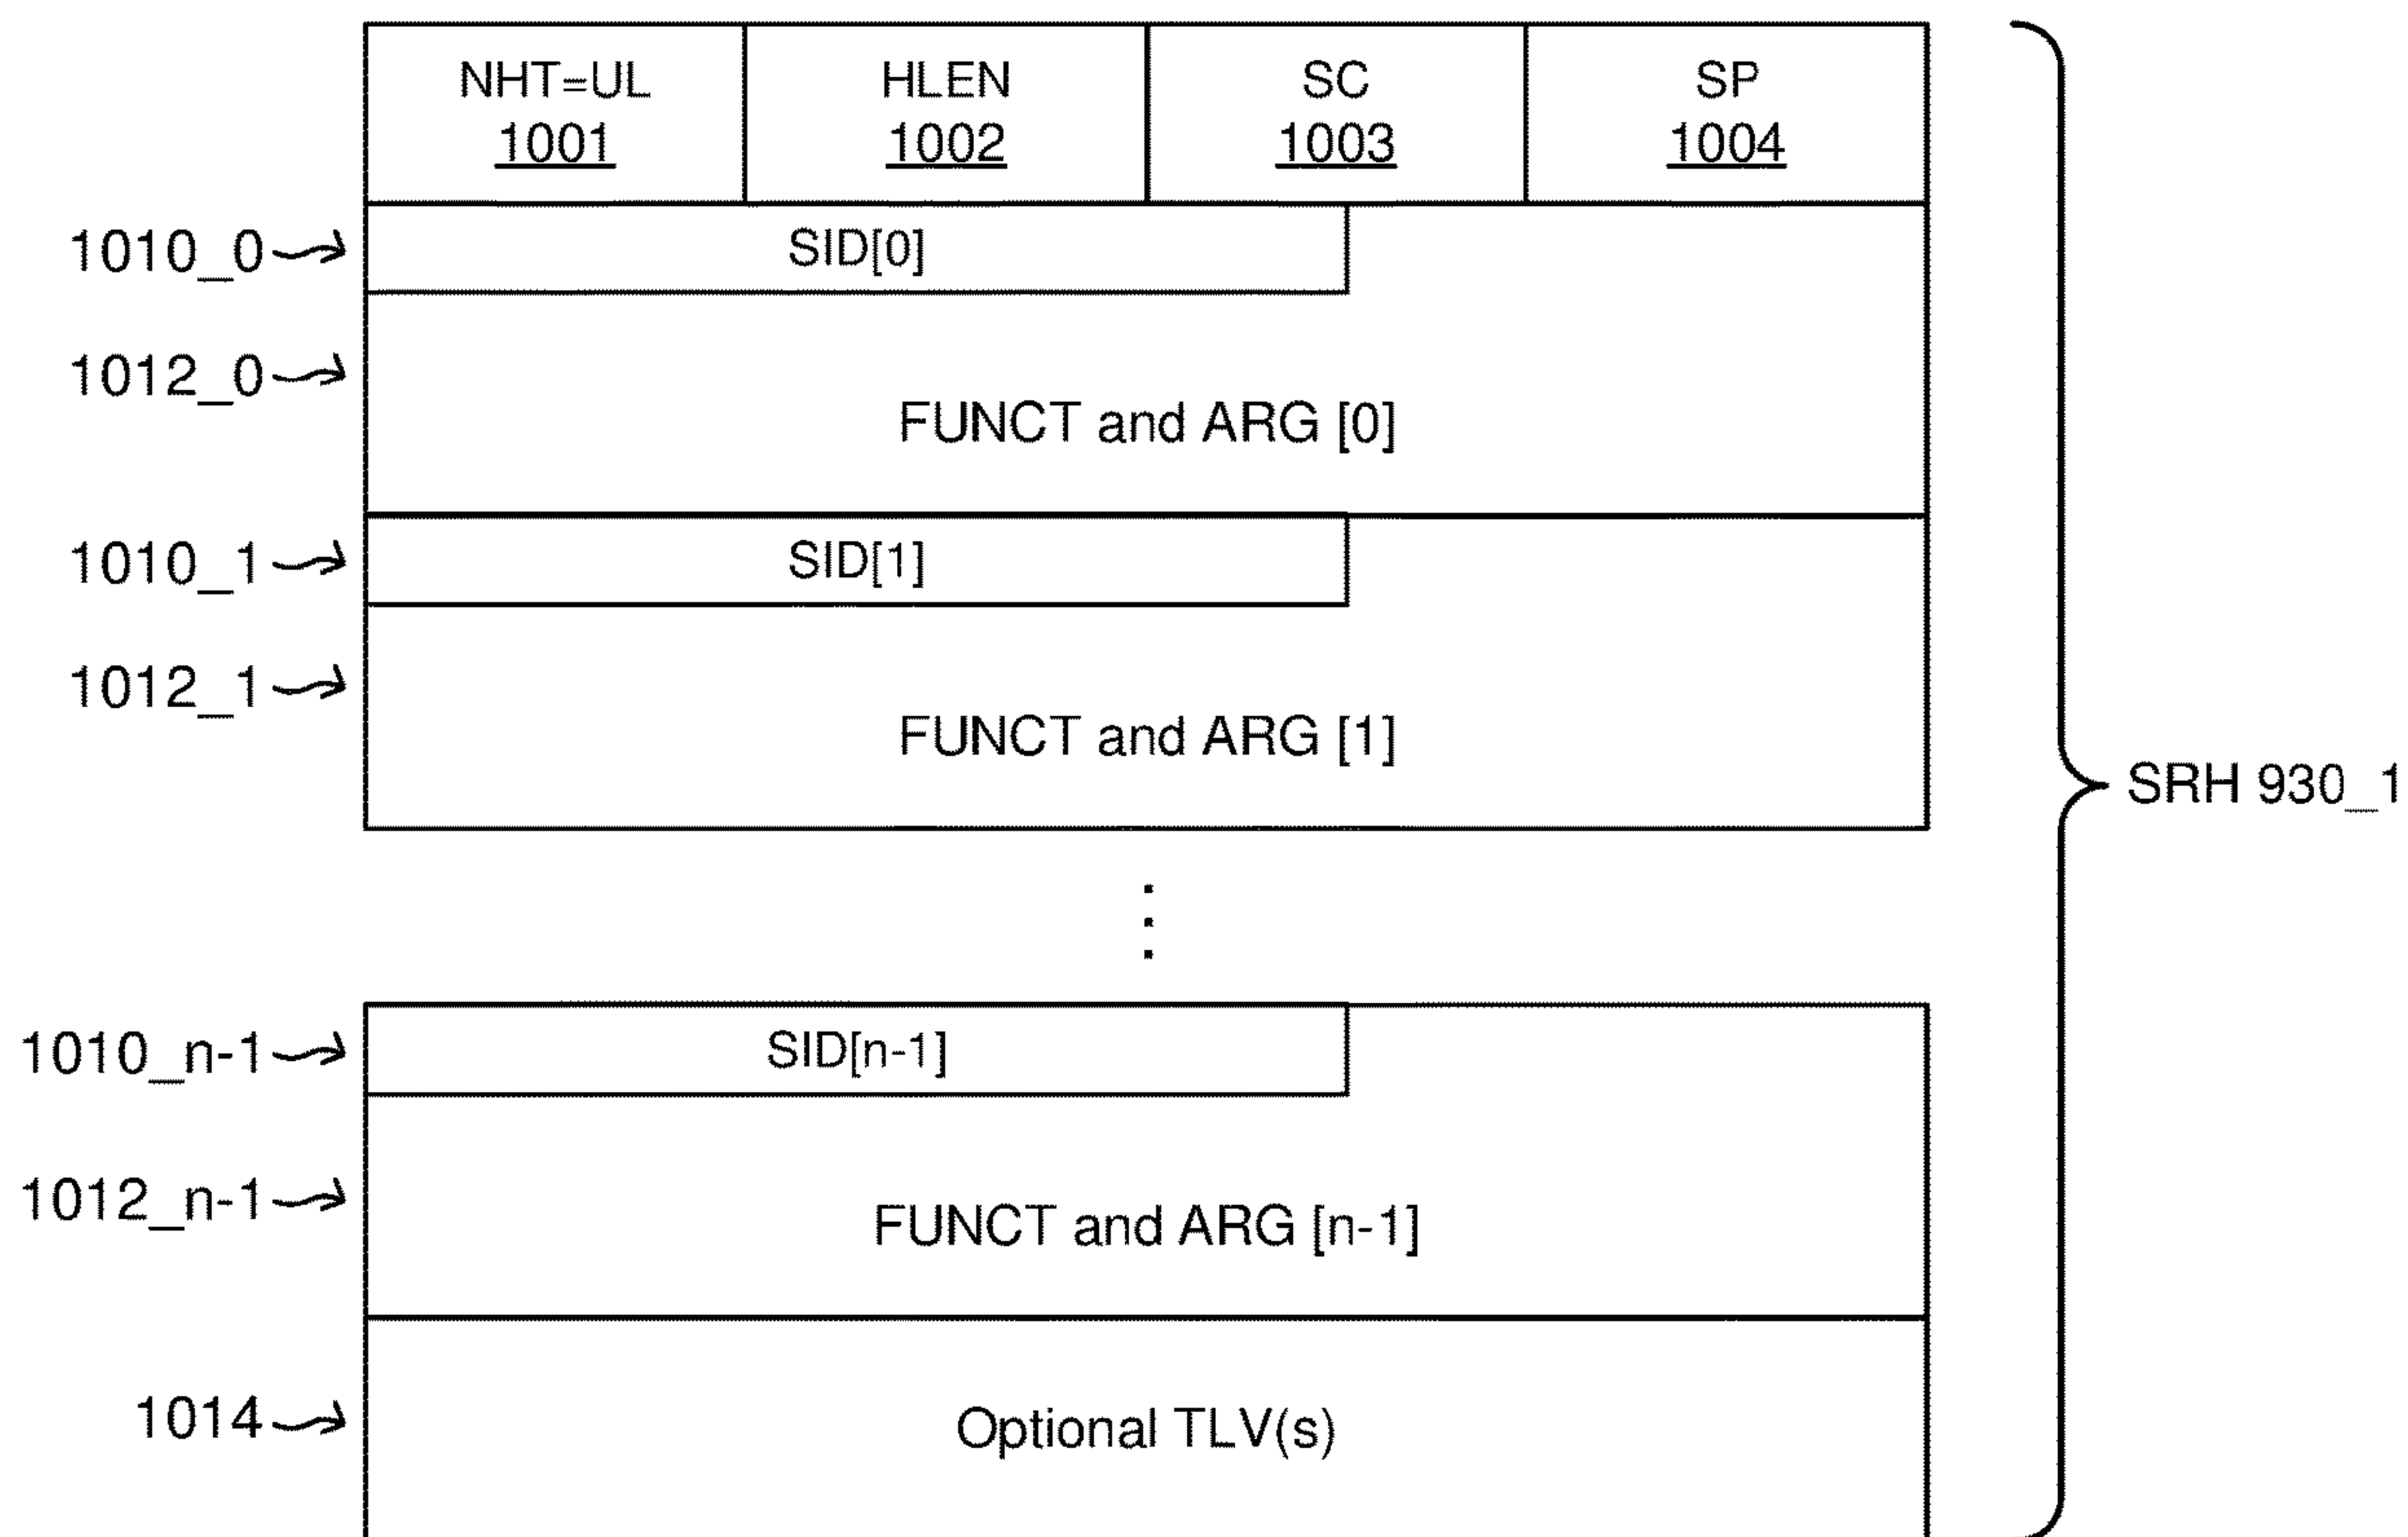 NHT=UL HLEN SC SP
1001 1002 1003 1004
1010_0 SID[0]
1012_0
FUNCT and ARG [0]
1010_1 SID[1]
1012_1
FUNCT and ARG [1]
SRH 930_1
1010_n-1 SID[n-1]
1012_n-1
FUNCT and ARG [n-1]
1014 Optional TLV(s)